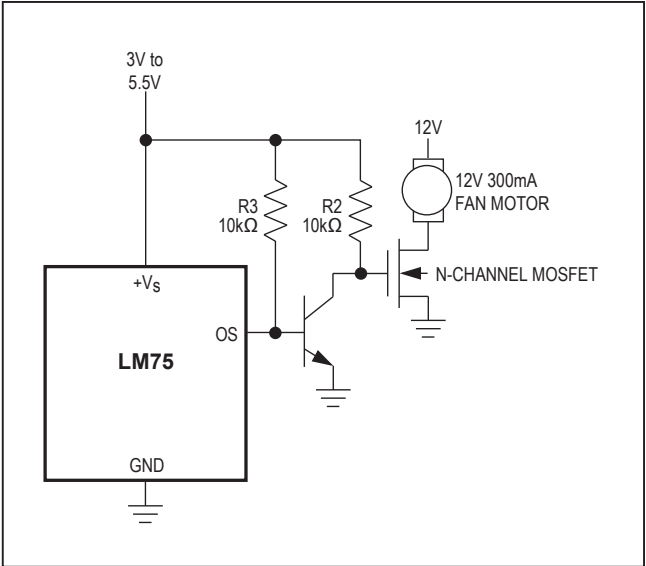 3V to
5.5V
12V
12V 300mA
FAN MOTOR
R3
10kΩ
R2
10kΩ
N-CHANNEL MOSFET
+Vs
OS
LM75
GND